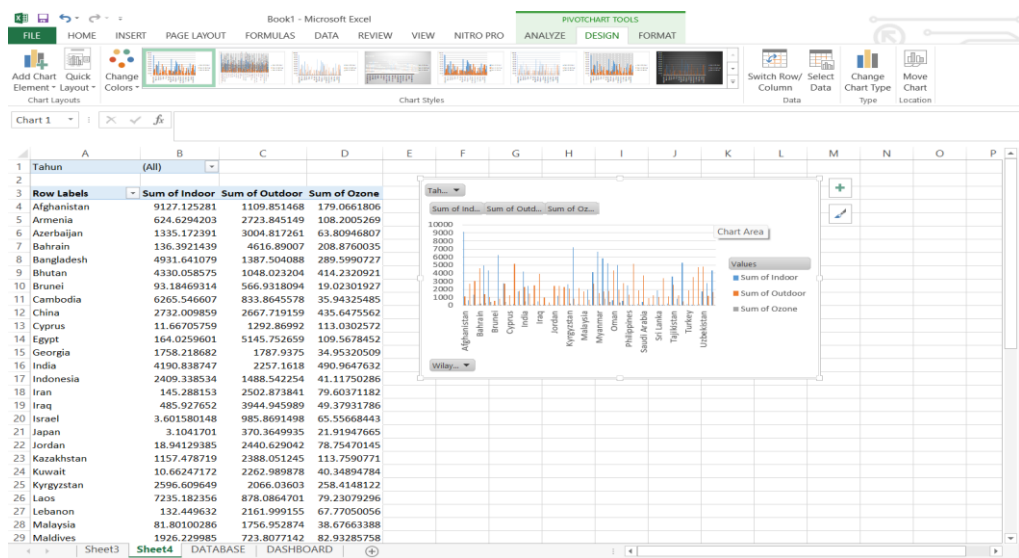 Book1 - Microsoft Excel
PIVOTCHART TOOLS
FILE HOME INSERT PAGE LAYOUT FORMULAS DATA REVIEW VIEW NITRO PRO ANALYZE DESIGN FORMAT
Add Chart Element Quick Layout Change Colors Switch Row/ Column Select Data Change Chart Type Move Chart
Chart Layouts Chart Styles Data Type Location
Chart 1 fx
A B C D E F G H I J K L M N O P
1 Tahun (All)
2
3 Row Labels Sum of Indoor Sum of Outdoor Sum of Ozone
4 Afghanistan 9127.125281 1109.851468 179.0661806
5 Armenia 624.6294203 2723.845149 108.2005269
6 Azerbaijan 1335.172391 3004.817261 63.80946807
7 Bahrain 136.3921439 4616.89007 208.8760035
8 Bangladesh 4931.641079 1387.504088 289.5990727
9 Bhutan 4330.058575 1048.023204 414.2320921
10 Brunei 93.18469314 566.9318094 19.02301927
11 Cambodia 6265.546607 833.8645578 35.94325485
12 China 2732.009859 2667.719159 435.6475562
13 Cyprus 11.66705759 1292.86992 113.0302572
14 Egypt 164.0259601 5145.752659 109.5678452
15 Georgia 1758.218682 1787.9375 34.95320509
16 India 4190.838747 2257.1618 490.9647632
17 Indonesia 2409.338534 1488.542254 41.11750286
18 Iran 145.288153 2502.873841 79.60371182
19 Iraq 485.927652 3944.945989 49.37931786
20 Israel 3.601580148 985.8691498 65.55668443
21 Japan 3.1041701 370.3649935 21.91947665
22 Jordan 18.94129385 2440.629042 78.75470145
23 Kazakhstan 1157.478719 2388.051245 113.7590771
24 Kuwait 10.66247172 2262.989878 40.34894784
25 Kyrgyzstan 2596.609649 2066.03603 258.4148122
26 Laos 7235.182356 878.0864701 79.23079296
27 Lebanon 132.449632 2161.999155 67.77050056
28 Malaysia 81.80100286 1756.952874 38.67663388
29 Maldives 1926.229985 723.8077142 82.93285758
Tah...
Sum of Ind... Sum of Outd... Sum of Oz...
10000
9000
8000
7000
6000
5000
4000
3000
2000
1000
0
Afghanistan Bahrain Brunei Cyprus India Iraq Jordan Kyrgyzstan Malaysia Myanmar Oman Philippines Saudi Arabia Sri Lanka Tajikistan Turkey Uzbekistan
Chart Area
Values
Sum of Indoor
Sum of Outdoor
Sum of Ozone
Wilay...
Sheet3 Sheet4 DATABASE DASHBOARD